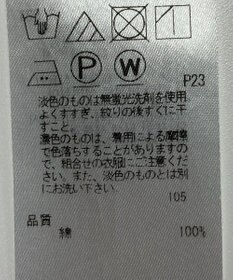 P W
P23
淡色のものは無蛍光洗剤を使用
よくすすぎ、絞りの後すぐに干
すこと。
濃色のものは、着用による摩擦
で色落ちすることがありますの
で、組合せの衣服にご注意くだ
さい。また、淡色のものとは別
にお洗い下さい。
105
品質
綿 100%